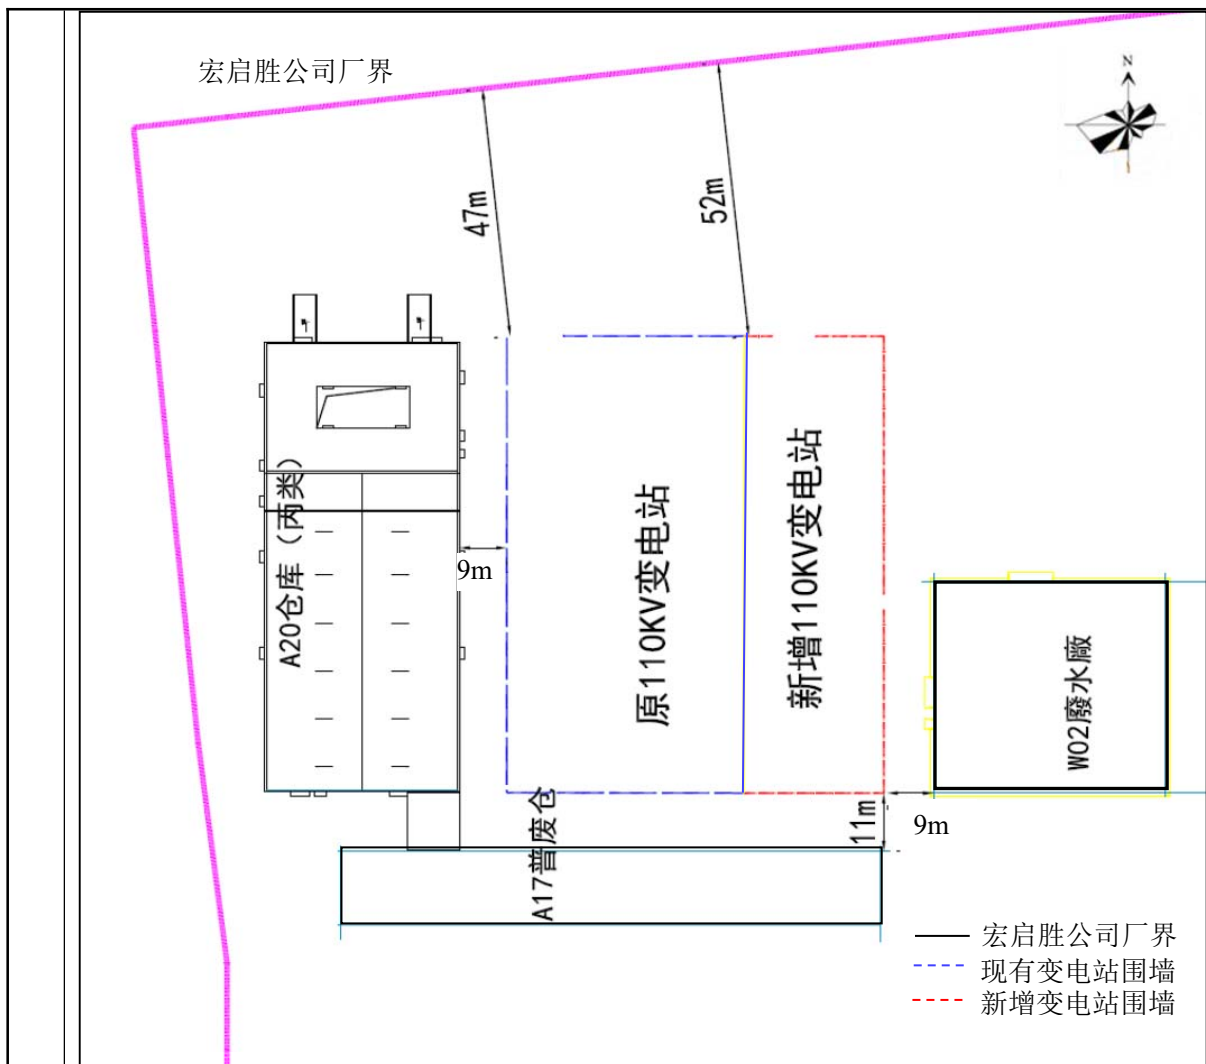 宏启胜公司厂界
N
47m
52m
A20仓库（丙类）
9m
原110KV变电站
新增110KV变电站
W02廢水廠
A17普废仓
11m
9m
宏启胜公司厂界
现有变电站围墙
新增变电站围墙